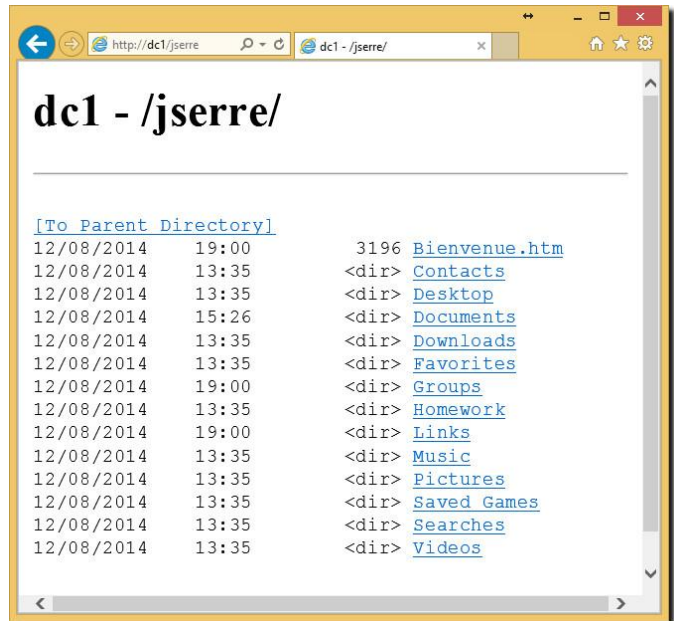 http://dc1/jserre
dc1 - /jserre/
dc1 - /jserre/
[To Parent Directory]
12/08/2014 19:00 3196 Bienvenue.htm
12/08/2014 13:35 <dir> Contacts
12/08/2014 13:35 <dir> Desktop
12/08/2014 15:26 <dir> Documents
12/08/2014 13:35 <dir> Downloads
12/08/2014 13:35 <dir> Favorites
12/08/2014 19:00 <dir> Groups
12/08/2014 13:35 <dir> Homework
12/08/2014 19:00 <dir> Links
12/08/2014 13:35 <dir> Music
12/08/2014 13:35 <dir> Pictures
12/08/2014 13:35 <dir> Saved Games
12/08/2014 13:35 <dir> Searches
12/08/2014 13:35 <dir> Videos